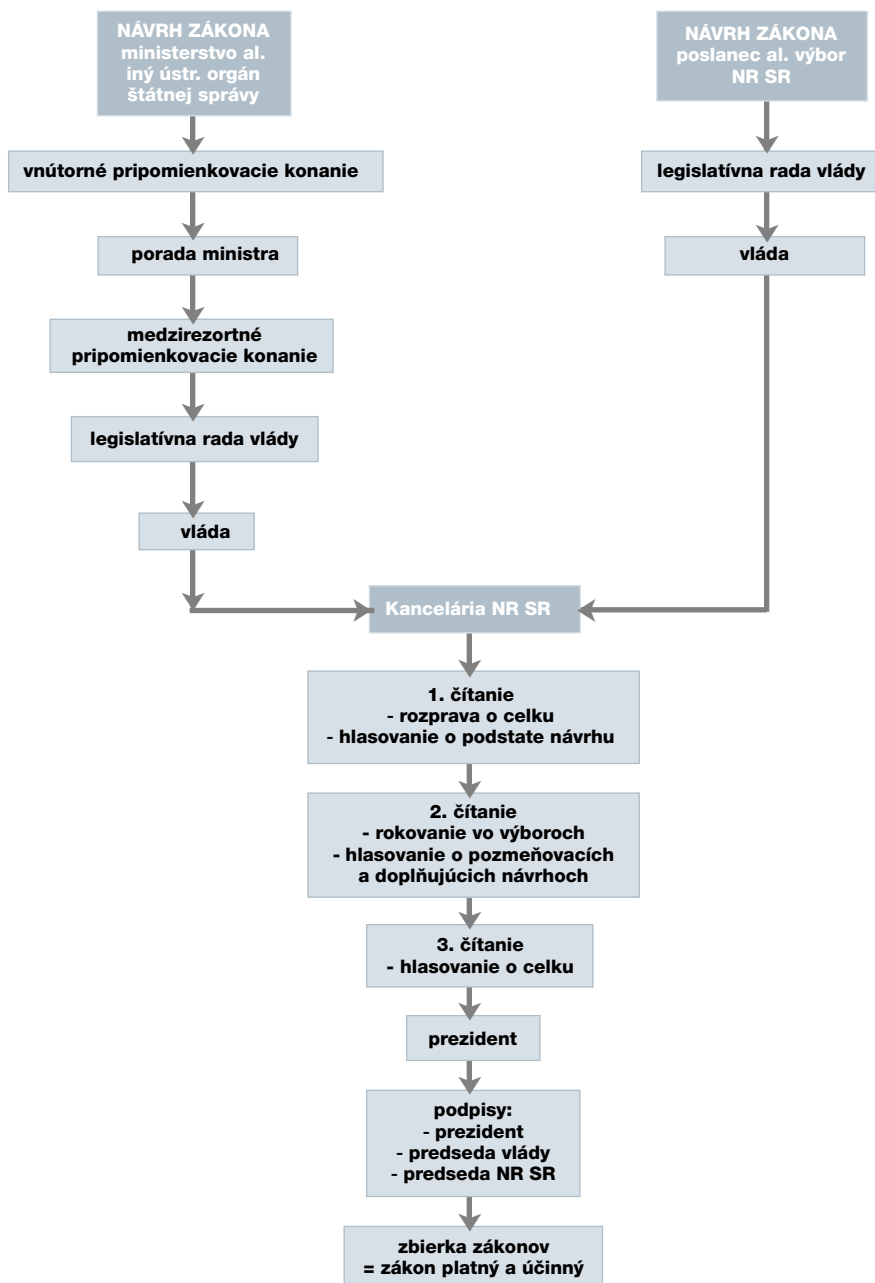 NÁVRH ZÁKONA
ministerstvo al.
iný ústr. orgán
štátnej správy
vnútorné pripomienkovacie konanie
porada ministra
medzirezortné
pripomienkovacie konanie
legislatívna rada vlády
vláda
NÁVRH ZÁKONA
poslanec al. výbor
NR SR
legislatívna rada vlády
vláda
Kancelária NR SR
1. čítanie
- rozprava o celku
- hlasovanie o podstate návrhu
2. čítanie
- rokovanie vo výboroch
- hlasovanie o pozmeňovacích
a doplňujúcich návrhoch
3. čítanie
- hlasovanie o celku
prezident
podpisy:
- prezident
- predseda vlády
- predseda NR SR
zbierka zákonov
= zákon platný a účinný